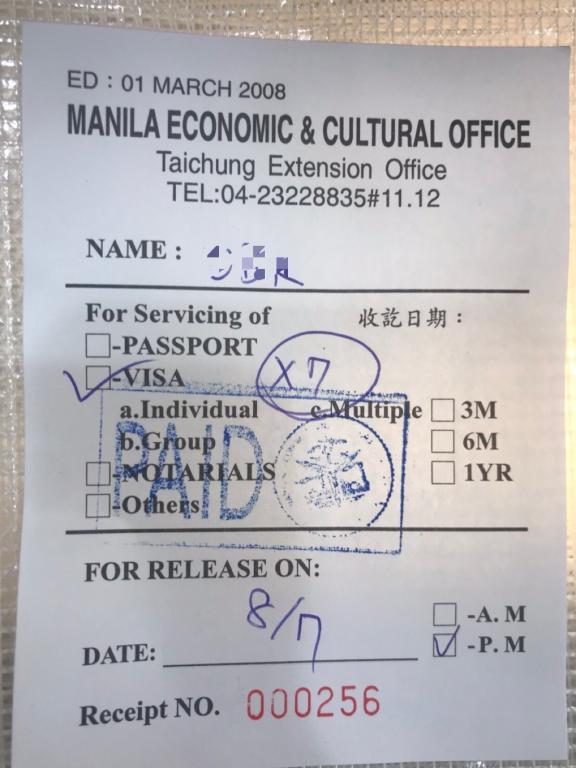 ED : 01 MARCH 2008
MANILA ECONOMIC & CULTURAL OFFICE
Taichung Extension Office
TEL:04-23228835#11.12
NAME :
For Servicing of 收訖日期：
-PASSPORT
-VISA X7
a.Individual c.Multiple 3M
b.Group 6M
-NOTARIALS 1YR
-Others
PAID
FOR RELEASE ON:
-A. M
DATE: 8/7 -P. M
Receipt NO. 000256